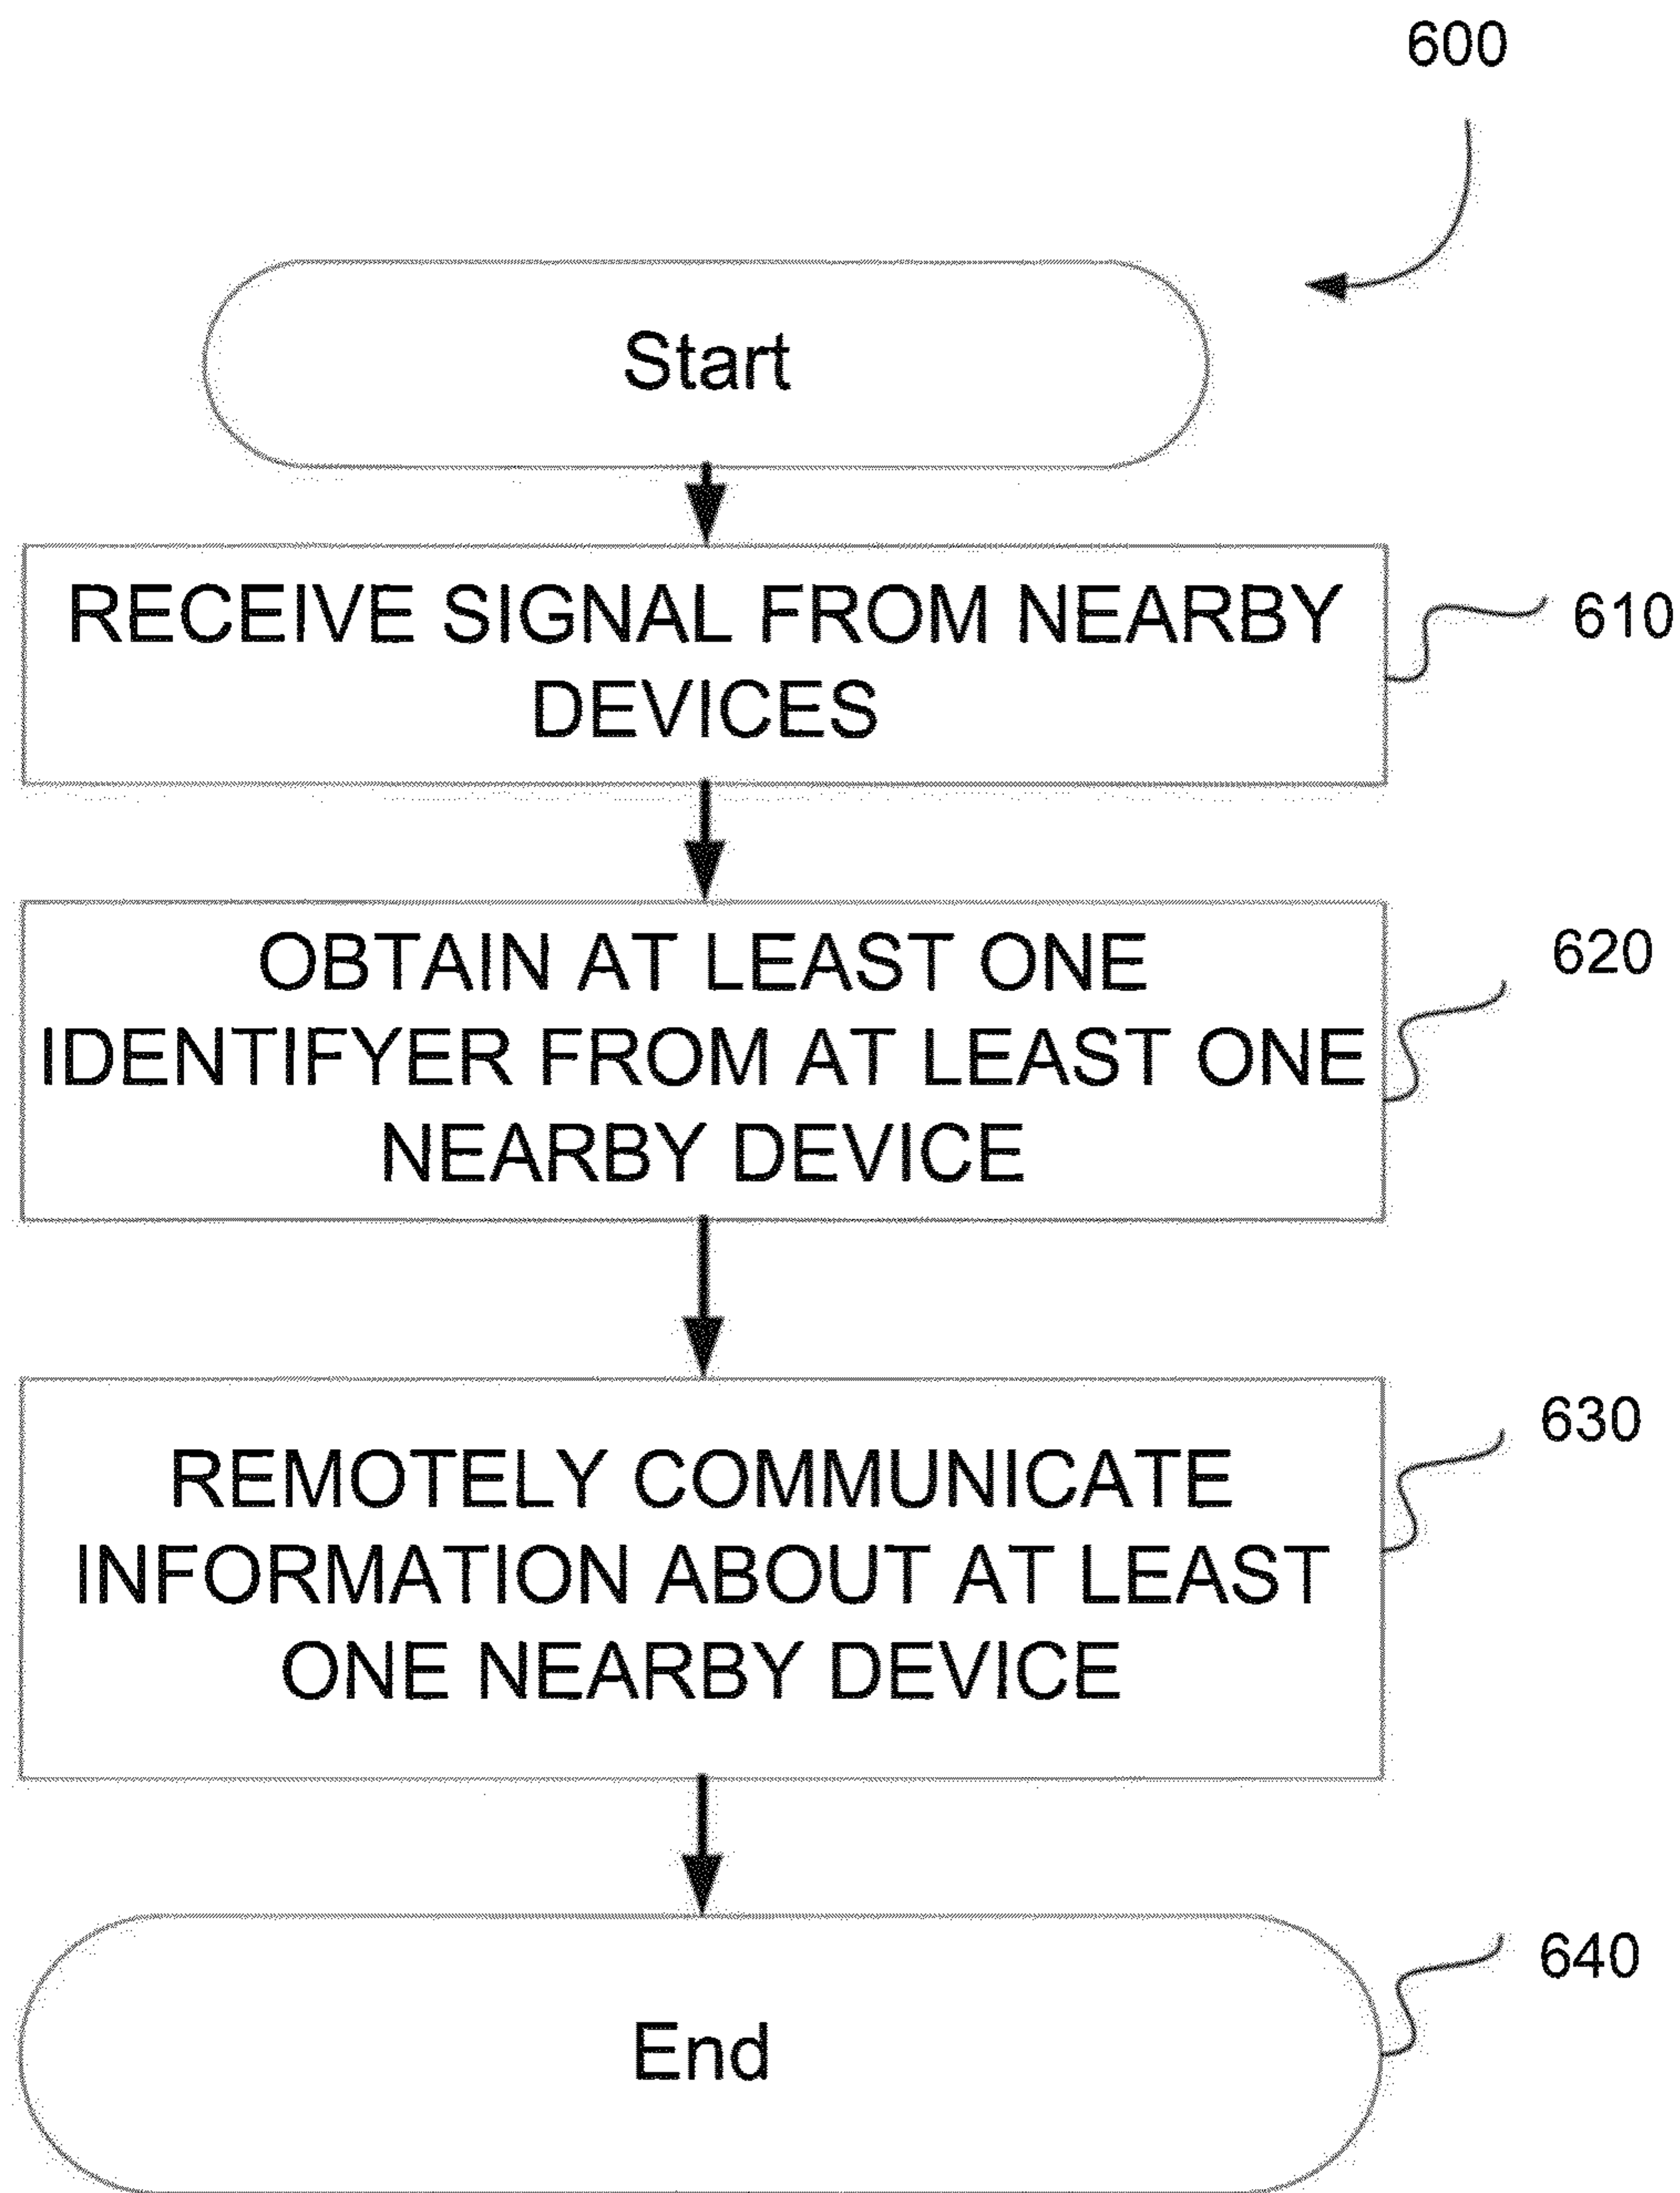 600
Start
RECEIVE SIGNAL FROM NEARBY
DEVICES
610
OBTAIN AT LEAST ONE
IDENTIFYER FROM AT LEAST ONE
NEARBY DEVICE
620
REMOTELY COMMUNICATE
INFORMATION ABOUT AT LEAST
ONE NEARBY DEVICE
630
End
640